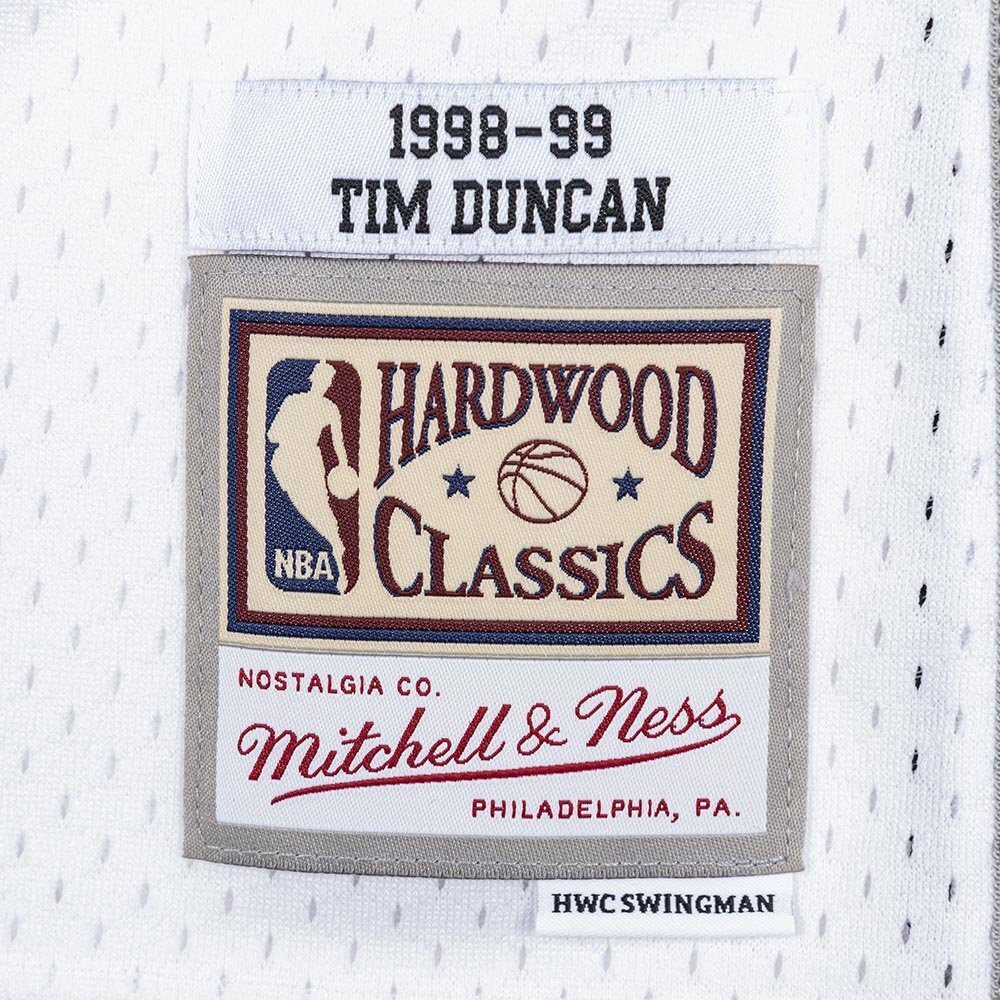 1998-99
TIM DUNCAN
HARDWOOD
CLASSICS
NBA
NOSTALGIA CO.
Mitchell & Ness
PHILADELPHIA, PA.
HWC SWINGMAN